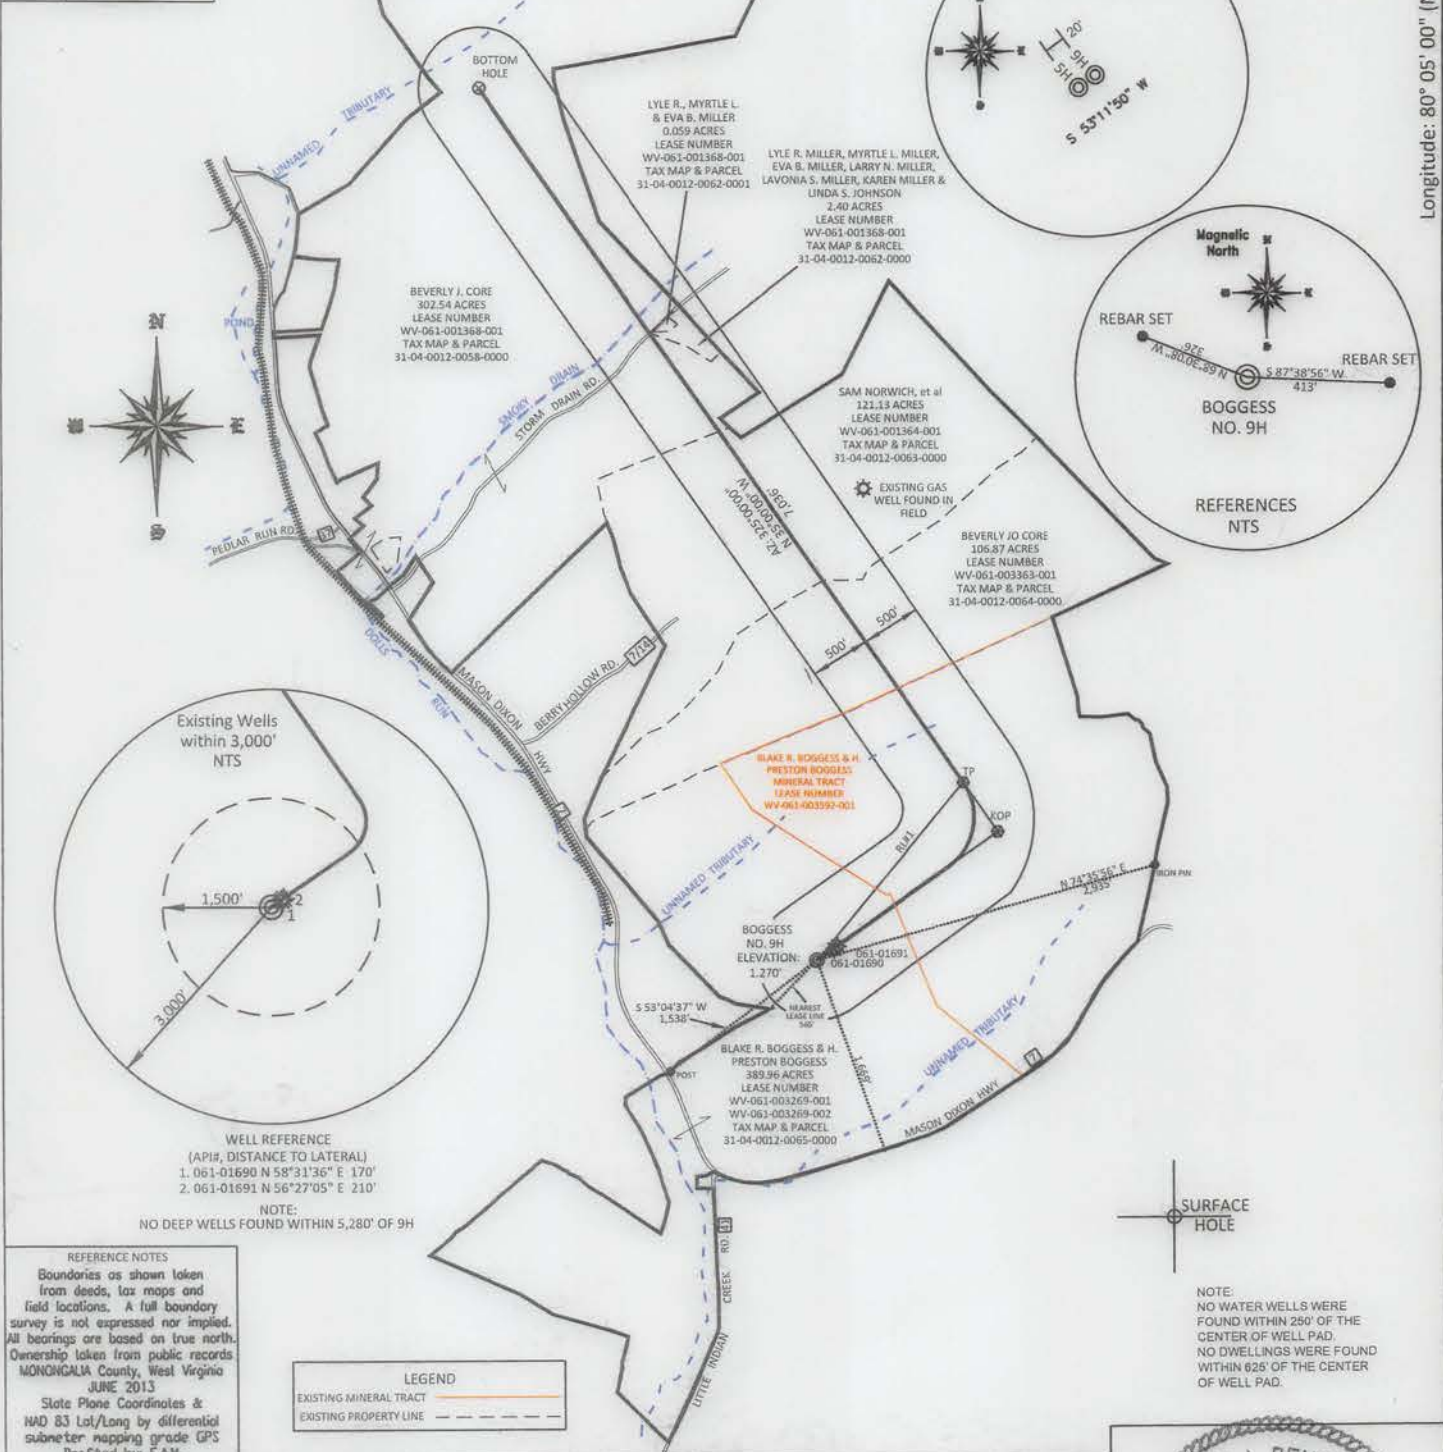 BOTTOM
HOLE
20'
9H
5H
S 53°11'50" W
Longitude: 80° 05' 00"
UNNAMED TRIBUTARY
LYLE R., MYRTLE L.
& EVA B. MILLER
0.059 ACRES
LEASE NUMBER
WV-061-001368-001
TAX MAP & PARCEL
31-04-0012-0062-0001
LYLE R. MILLER, MYRTLE L. MILLER,
EVA B. MILLER, LARRY N. MILLER,
LAVONIA S. MILLER, KAREN MILLER &
LINDA S. JOHNSON
2.40 ACRES
LEASE NUMBER
WV-061-001368-001
TAX MAP & PARCEL
31-04-0012-0062-0000
Magnetic
North
REBAR SET
N 68°30'08" W
326'
REBAR SET
S 87°38'56" W
413'
BOGGESS
NO. 9H
REFERENCES
NTS
BEVERLY J. CORE
302.54 ACRES
LEASE NUMBER
WV-061-001368-001
TAX MAP & PARCEL
31-04-0012-0058-0000
POND
N
E
S
SMOKY DRAIN
STORM DRAIN RD.
SAM NORWICH, et al
121.13 ACRES
LEASE NUMBER
WV-061-001364-001
TAX MAP & PARCEL
31-04-0012-0063-0000
EXISTING GAS
WELL FOUND IN
FIELD
AZ: 325°00'00"
N 35°00'00" W
7,036'
PEDLAR RUN RD.
37
BEVERLY JO CORE
106.87 ACRES
LEASE NUMBER
WV-061-003363-001
TAX MAP & PARCEL
31-04-0012-0064-0000
500'
500'
DOLLS
RUN
MASON DIXON
HWY
7
BERRY HOLLOW RD.
7/14
Existing Wells
within 3,000'
NTS
1,500'
2
1
3,000'
BLAKE R. BOGGESS & H.
PRESTON BOGGESS
MINERAL TRACT
LEASE NUMBER
WV-061-003592-001
TP
KOP
UNNAMED TRIBUTARY
N 74°35'56" E
2,935'
IRON PIN
BOGGESS
NO. 9H
ELEVATION:
1,270'
061-01691
061-01690
S 53°04'37" W
1,538'
NEAREST
LEASE LINE
1,669'
POST
BLAKE R. BOGGESS & H.
PRESTON BOGGESS
389.96 ACRES
LEASE NUMBER
WV-061-003269-001
WV-061-003269-002
TAX MAP & PARCEL
31-04-0012-0065-0000
UNNAMED TRIBUTARY
MASON DIXON HWY
7
WELL REFERENCE
(API#, DISTANCE TO LATERAL)
1. 061-01690 N 58°31'36" E 170'
2. 061-01691 N 56°27'05" E 210'
NOTE:
NO DEEP WELLS FOUND WITHIN 5,280' OF 9H
SURFACE
HOLE
LITTLE INDIAN CREEK RD.
REFERENCE NOTES
Boundaries as shown taken
from deeds, tax maps and
field locations. A full boundary
survey is not expressed nor implied.
All bearings are based on true north.
Ownership taken from public records
MONONGALIA County, West Virginia
JUNE 2013
State Plane Coordinates &
NAD 83 Lat/Long by differential
submeter mapping grade GPS
LEGEND
EXISTING MINERAL TRACT
EXISTING PROPERTY LINE
NOTE:
NO WATER WELLS WERE
FOUND WITHIN 250' OF THE
CENTER OF WELL PAD.
NO DWELLINGS WERE FOUND
WITHIN 625' OF THE CENTER
OF WELL PAD.